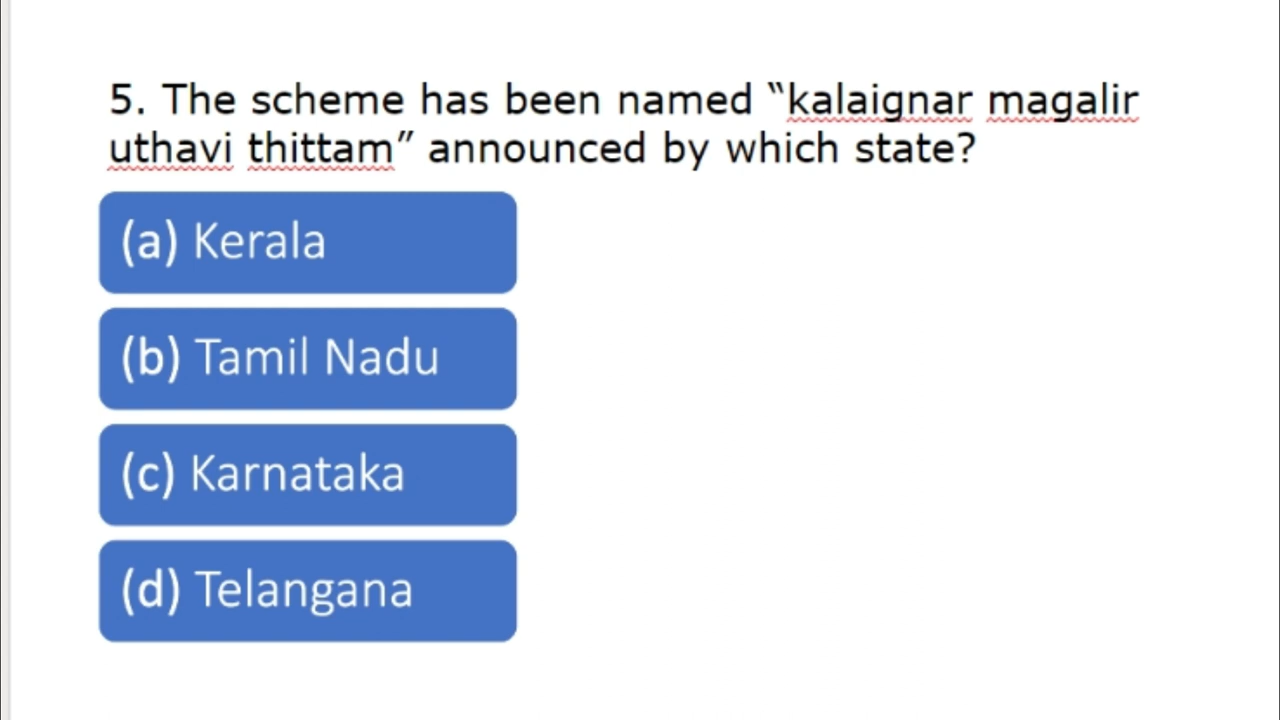 5. The scheme has been named “kalaignar magalir
uthavi thittam” announced by which state?
(a) Kerala
(b) Tamil Nadu
(c) Karnataka
(d) Telangana